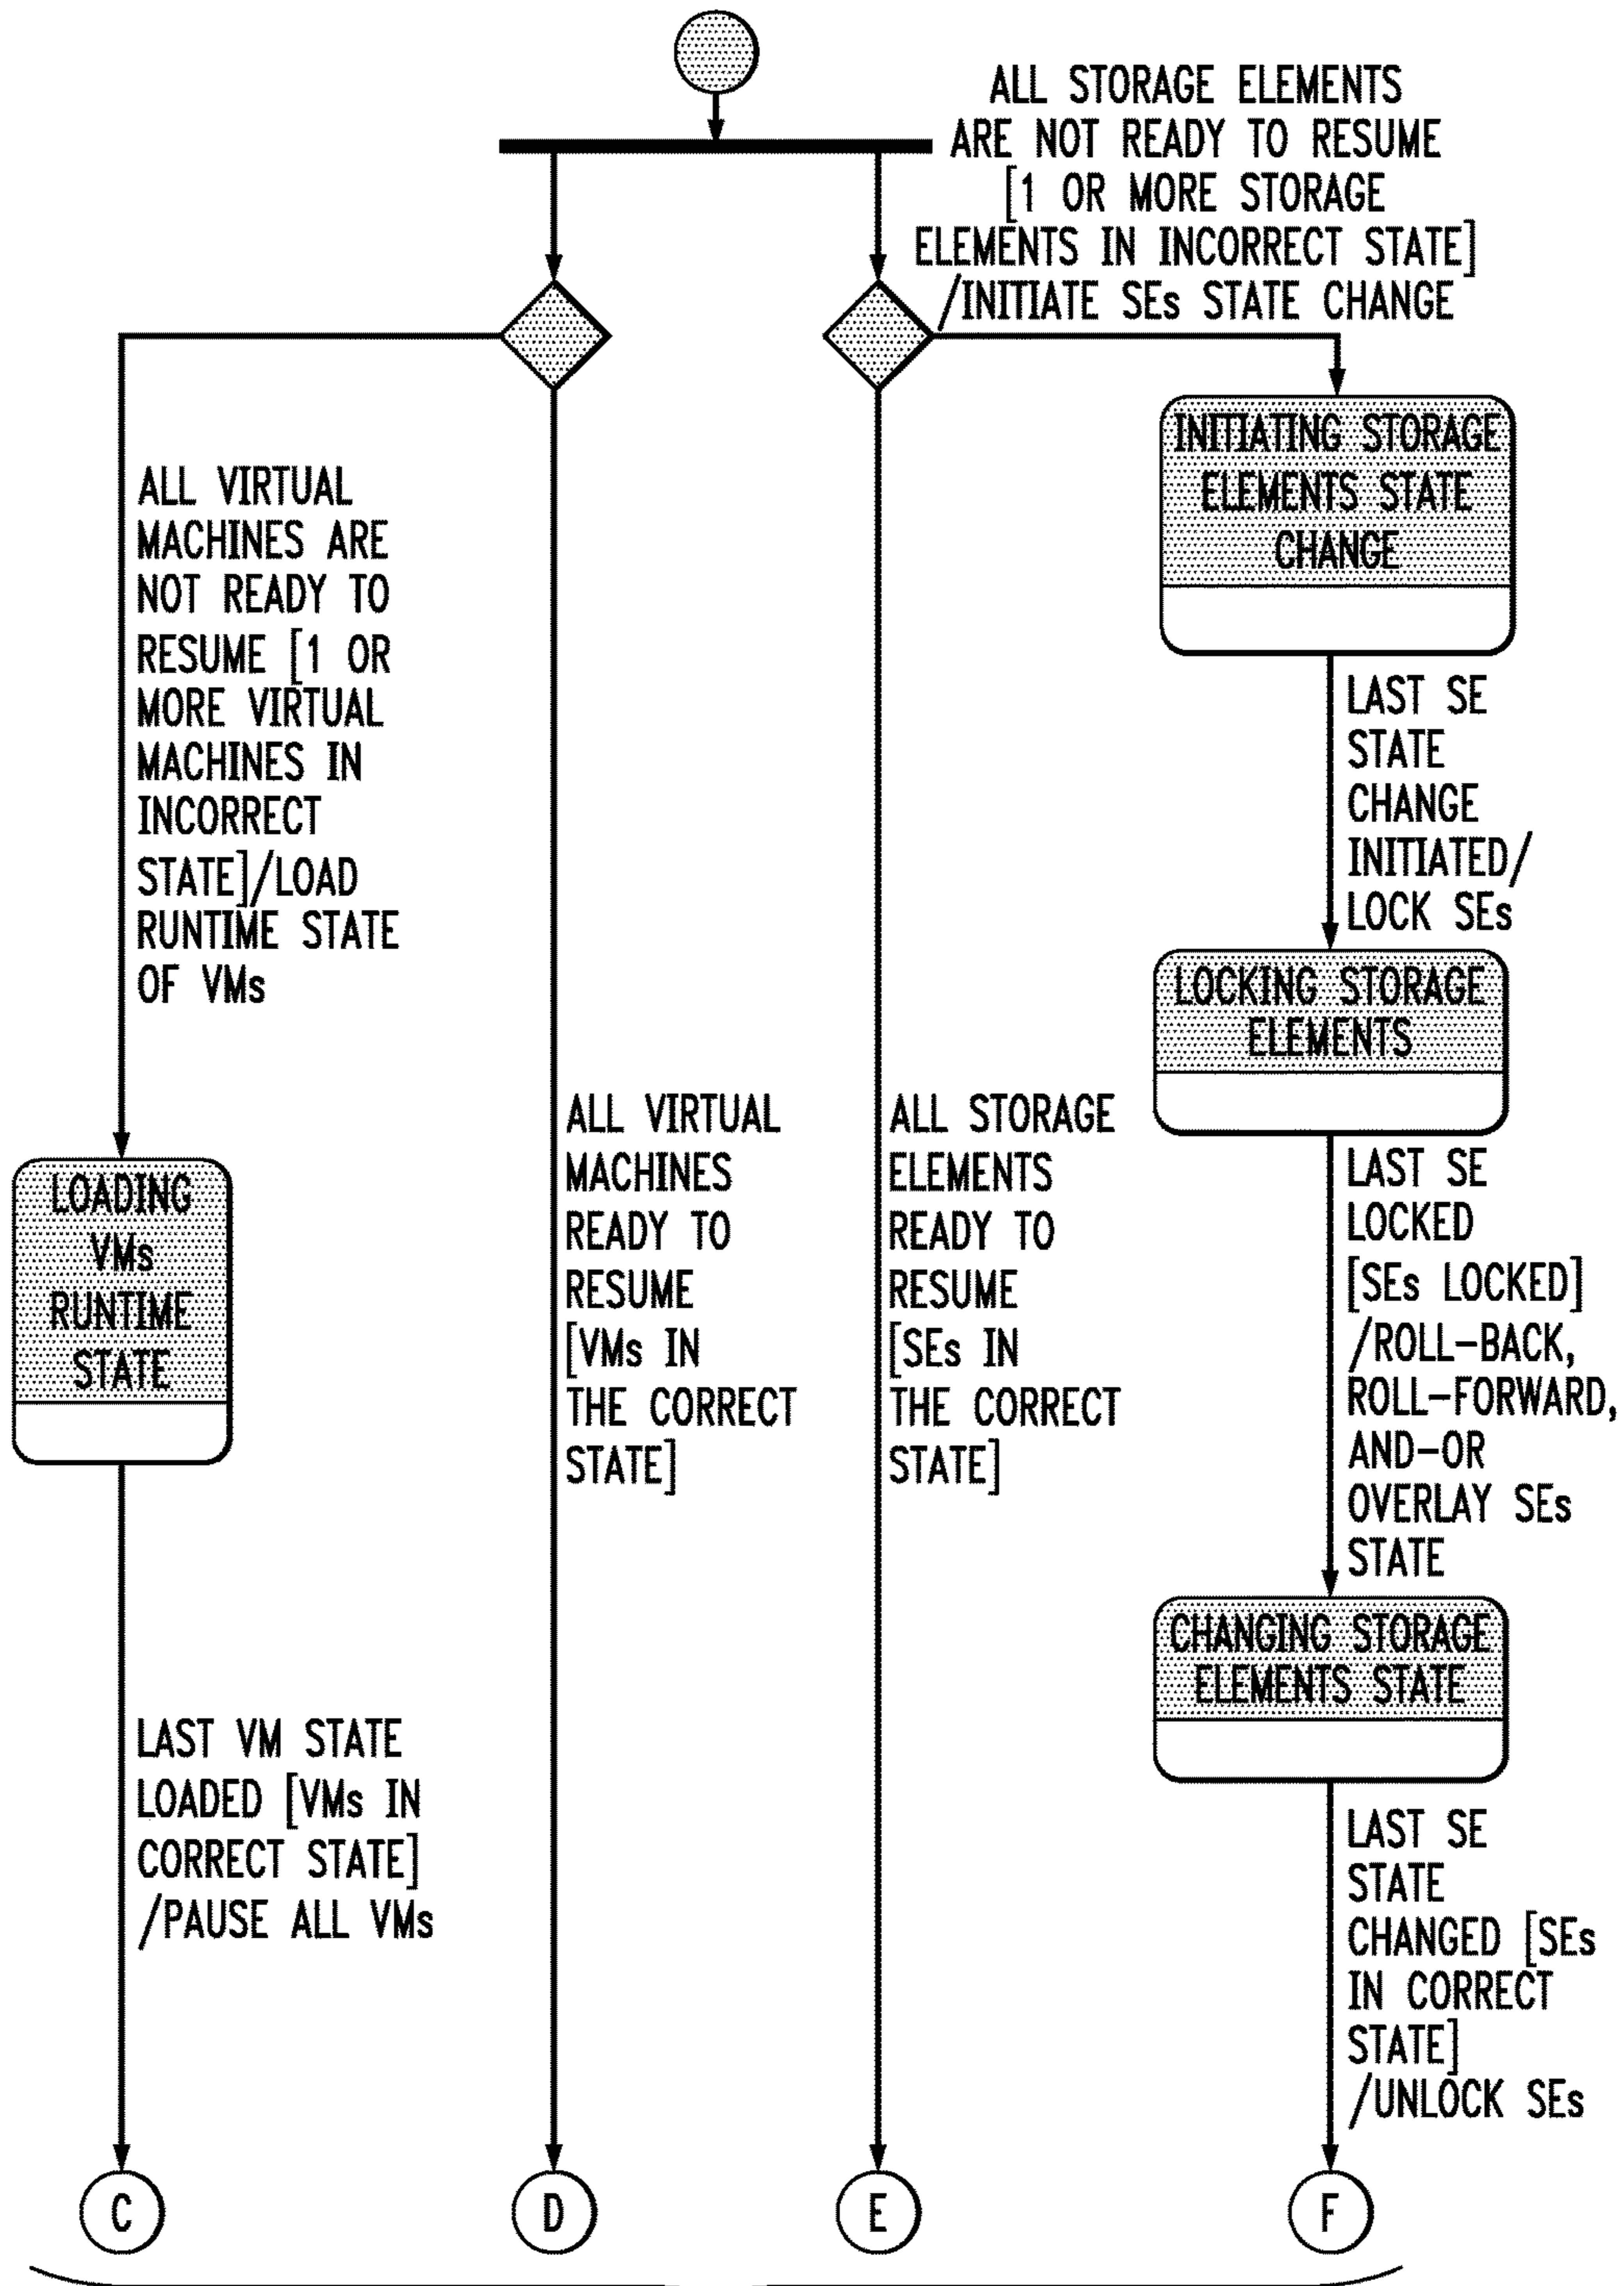 ALL STORAGE ELEMENTS
ARE NOT READY TO RESUME
[1 OR MORE STORAGE
ELEMENTS IN INCORRECT STATE]
/INITIATE SEs STATE CHANGE
INITIATING STORAGE
ELEMENTS STATE
CHANGE
ALL VIRTUAL
MACHINES ARE
NOT READY TO
RESUME [1 OR
MORE VIRTUAL
MACHINES IN
INCORRECT
STATE]/LOAD
RUNTIME STATE
OF VMs
LAST SE
STATE
CHANGE
INITIATED/
LOCK SEs
LOCKING STORAGE
ELEMENTS
LOADING
VMs
RUNTIME
STATE
ALL VIRTUAL
MACHINES
READY TO
RESUME
[VMs IN
THE CORRECT
STATE]
ALL STORAGE
ELEMENTS
READY TO
RESUME
[SEs IN
THE CORRECT
STATE]
LAST SE
LOCKED
[SEs LOCKED]
/ROLL-BACK,
ROLL-FORWARD,
AND-OR
OVERLAY SEs
STATE
CHANGING STORAGE
ELEMENTS STATE
LAST VM STATE
LOADED [VMs IN
CORRECT STATE]
/PAUSE ALL VMs
LAST SE
STATE
CHANGED [SEs
IN CORRECT
STATE]
/UNLOCK SEs
C
D
E
F